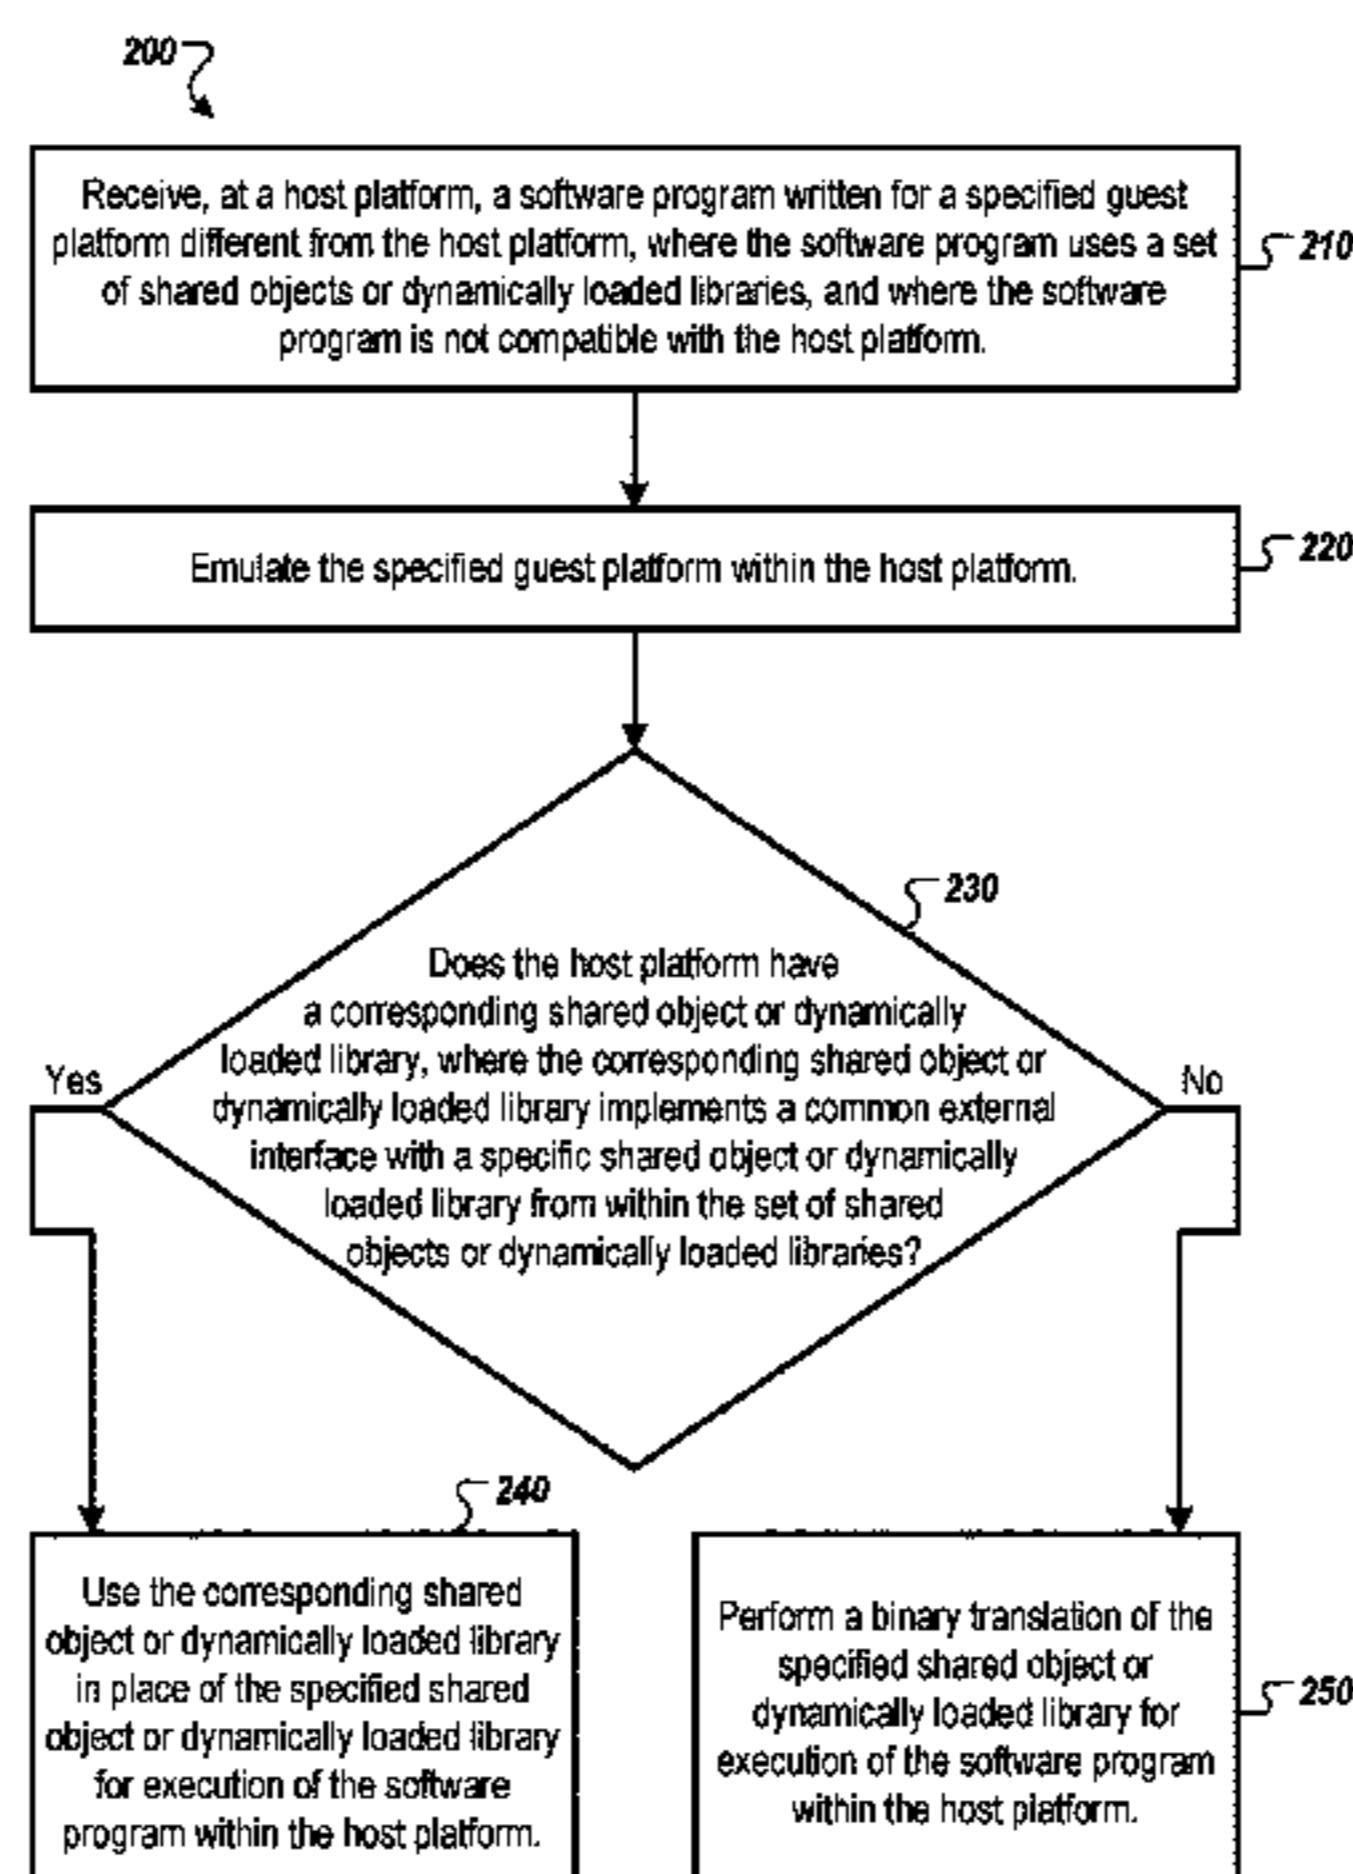 200
Receive, at a host platform, a software program written for a specified guest
platform different from the host platform, where the software program uses a set
of shared objects or dynamically loaded libraries, and where the software
program is not compatible with the host platform.
210
Emulate the specified guest platform within the host platform.
220
230
Does the host platform have
a corresponding shared object or dynamically
loaded library, where the corresponding shared object or
dynamically loaded library implements a common external
interface with a specific shared object or dynamically
loaded library from within the set of shared
objects or dynamically loaded libraries?
Yes
No
240
Use the corresponding shared
object or dynamically loaded library
in place of the specified shared
object or dynamically loaded library
for execution of the software
program within the host platform.
Perform a binary translation of the
specified shared object or
dynamically loaded library for
execution of the software program
within the host platform.
250